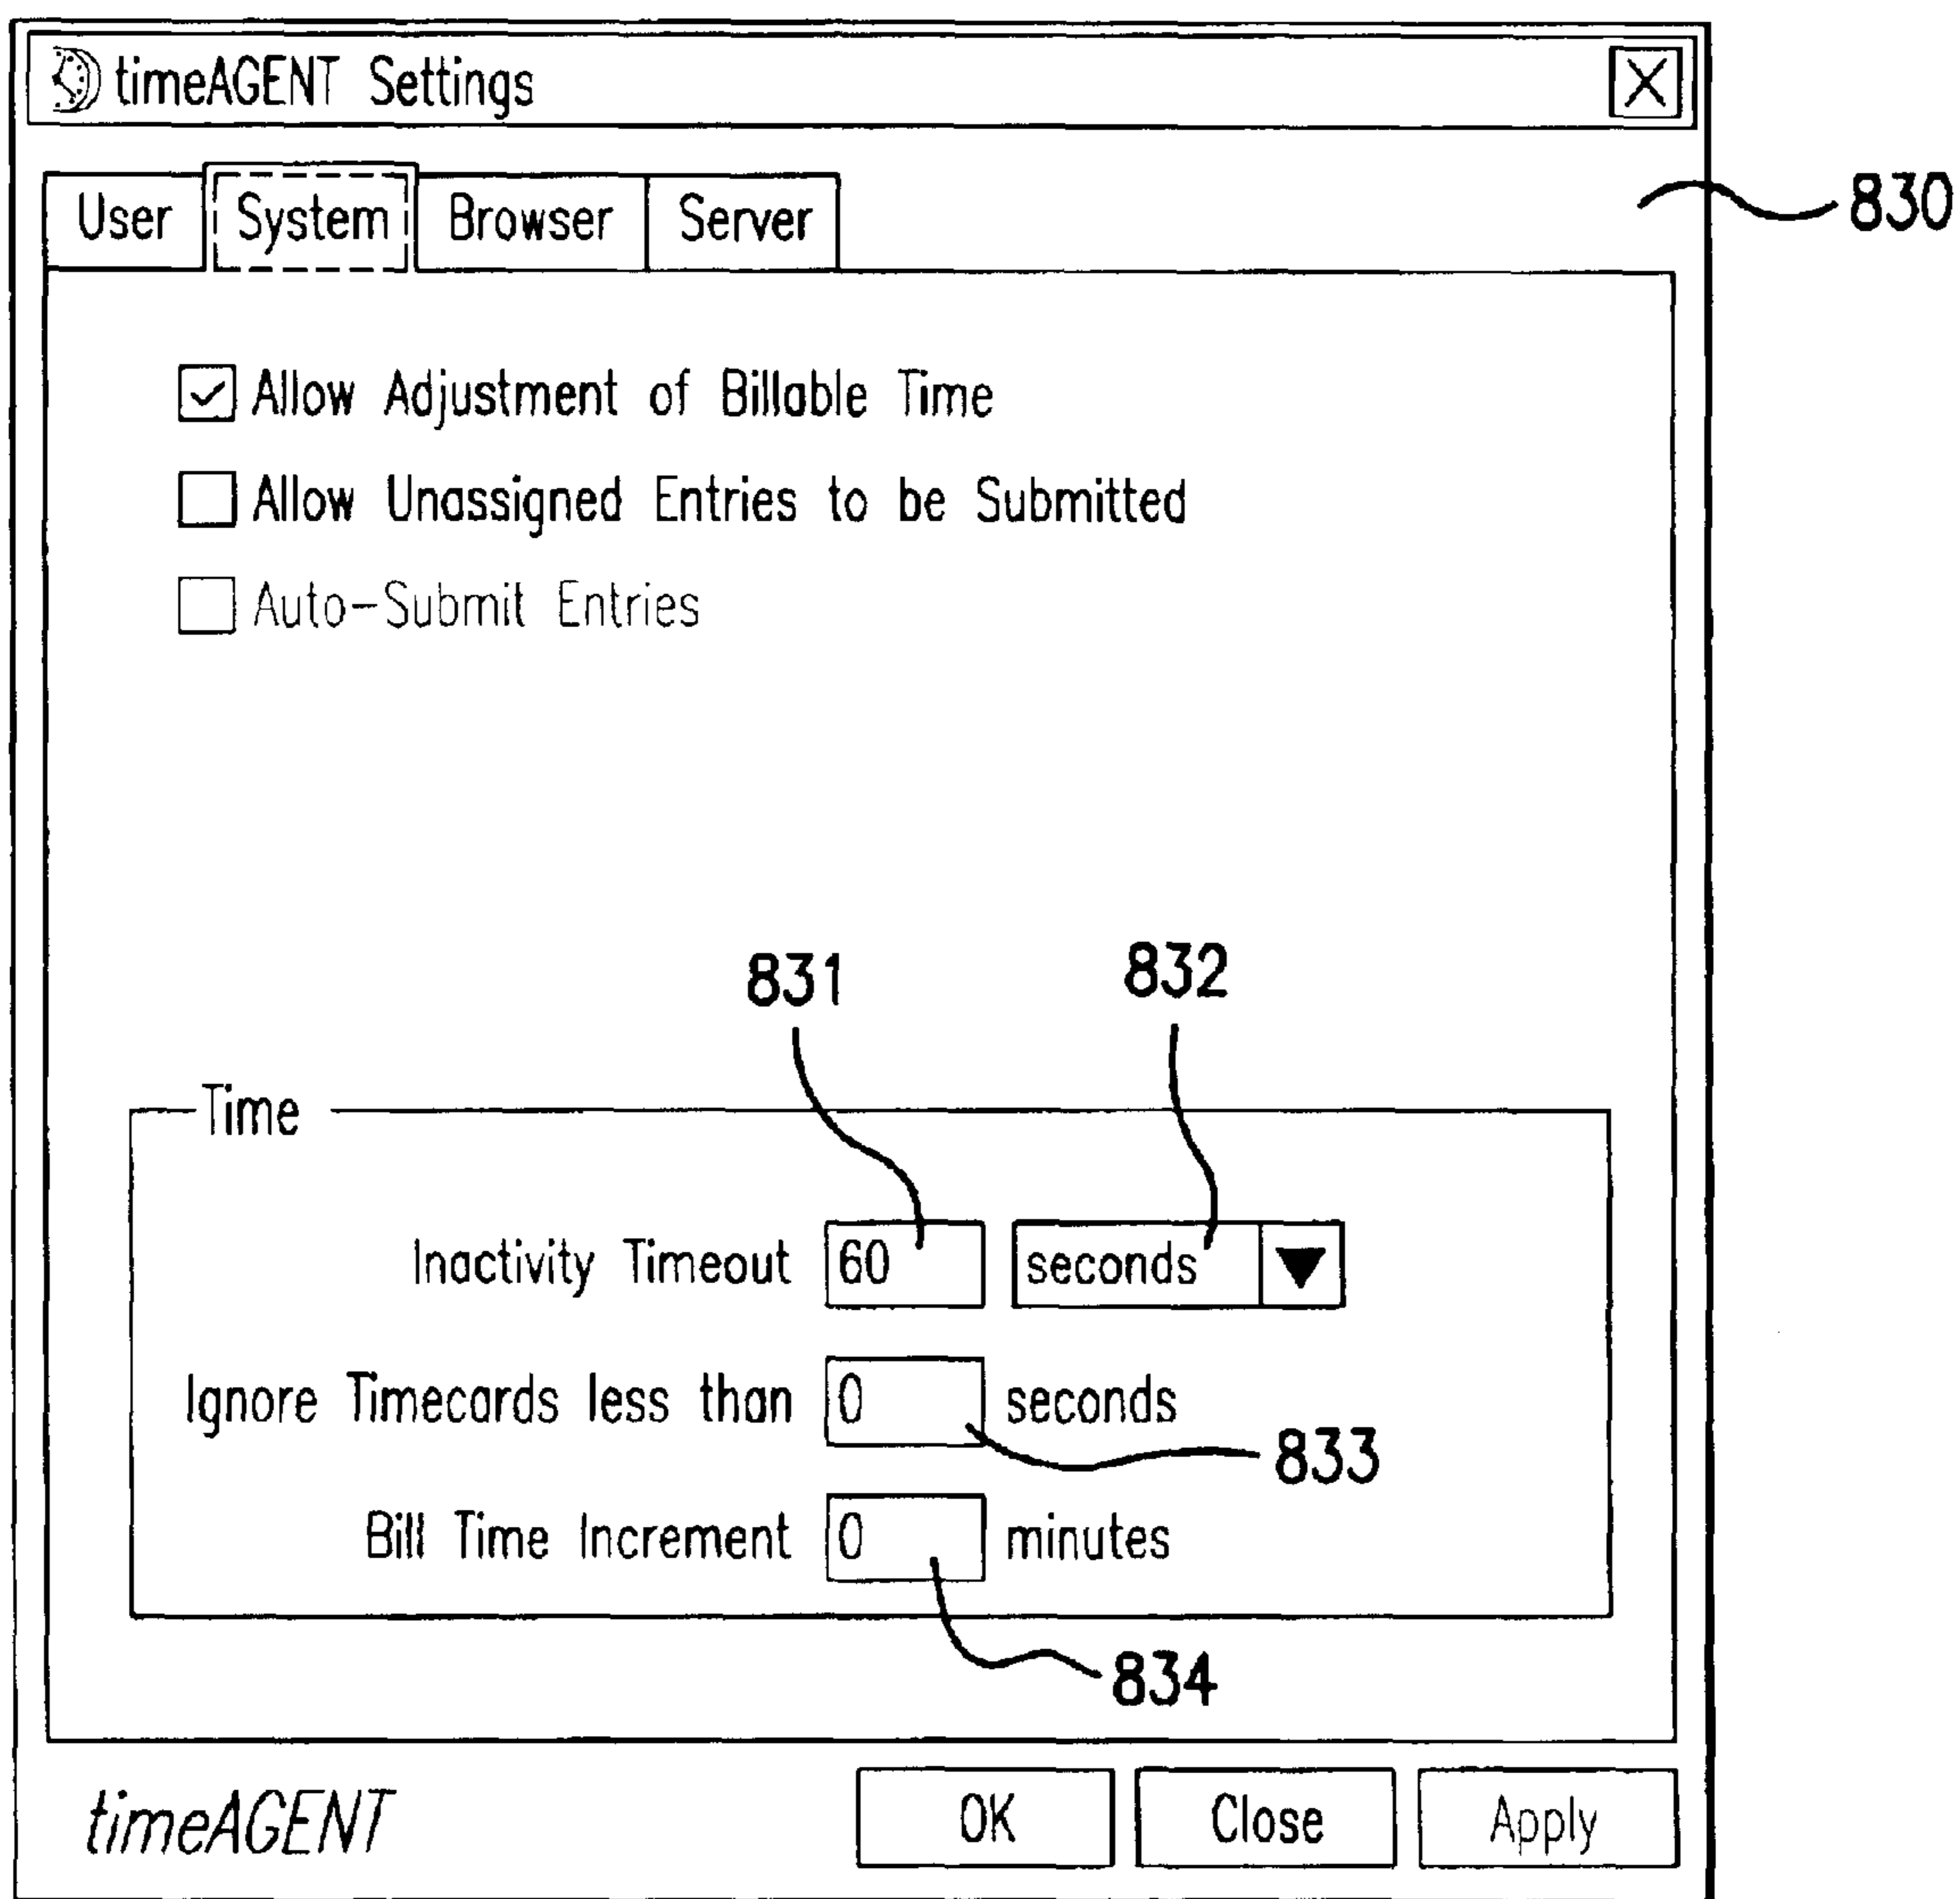 timeAGENT Settings
User System Browser Server
830
Allow Adjustment of Billable Time
Allow Unassigned Entries to be Submitted
Auto-Submit Entries
831 832
Time
Inactivity Timeout 60 seconds
Ignore Timecards less than 0 seconds
833
Bill Time Increment 0 minutes
834
timeAGENT OK Close Apply